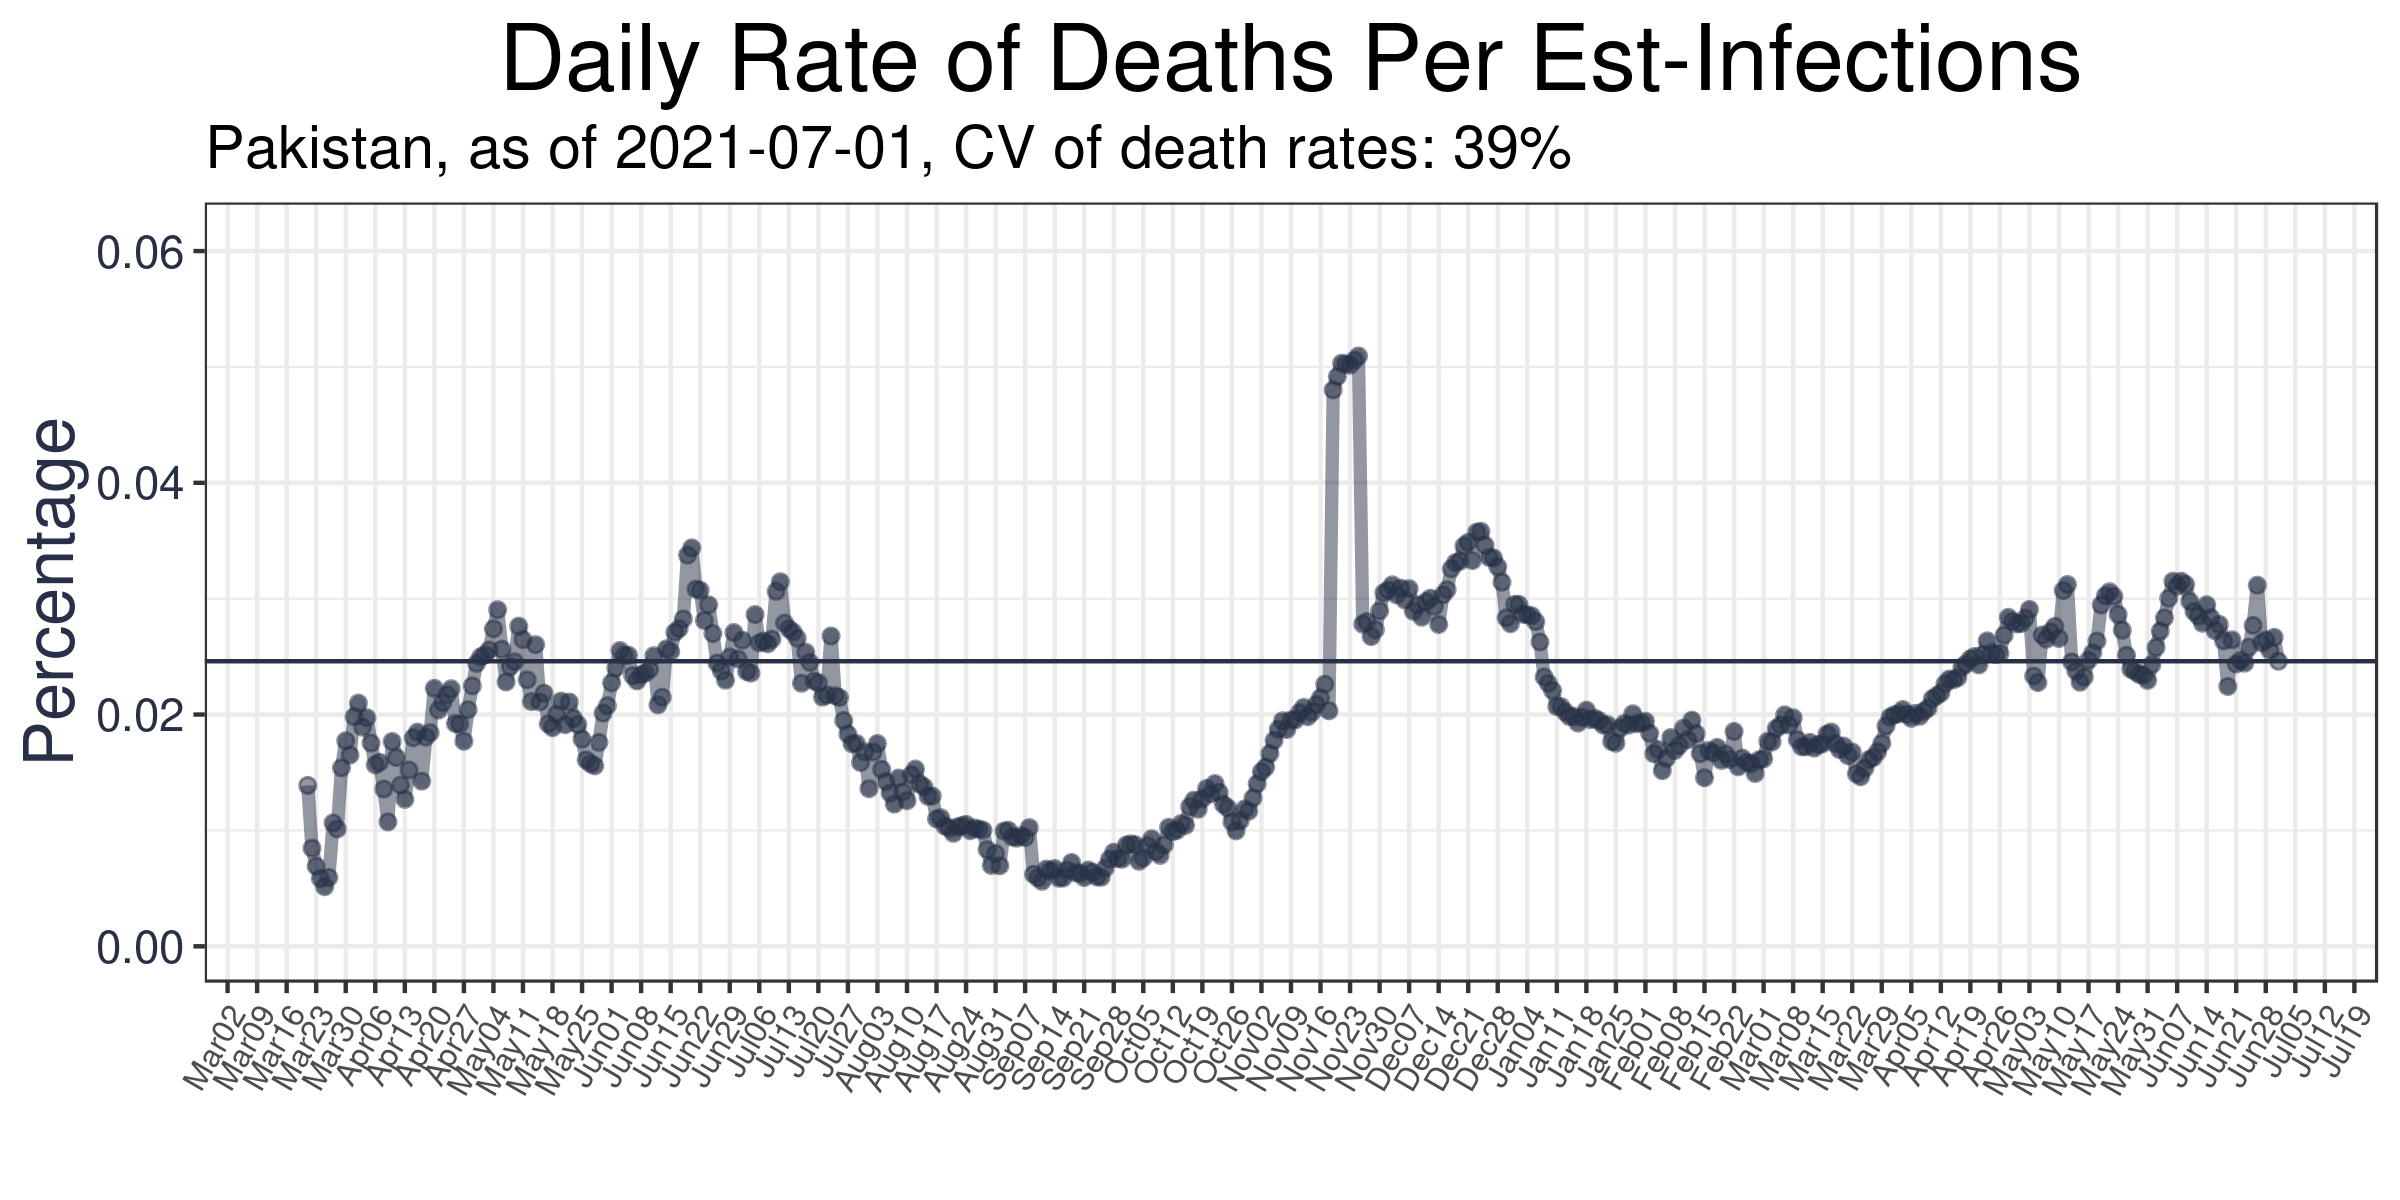 Daily Rate of Deaths Per Est-Infections
Pakistan, as of 2021-07-01, CV of death rates: 39%
Percentage
0.06
0.04
0.02
0.00
Mar02
Mar09
Mar16
Mar23
Mar30
Apr06
Apr13
Apr20
Apr27
May04
May11
May18
May25
Jun01
Jun08
Jun15
Jun22
Jun29
Jul06
Jul13
Jul20
Jul27
Aug03
Aug10
Aug17
Aug24
Aug31
Sep07
Sep14
Sep21
Sep28
Oct05
Oct12
Oct19
Oct26
Nov02
Nov09
Nov16
Nov23
Nov30
Dec07
Dec14
Dec21
Dec28
Jan04
Jan11
Jan18
Jan25
Feb01
Feb08
Feb15
Feb22
Mar01
Mar08
Mar15
Mar22
Mar29
Apr05
Apr12
Apr19
Apr26
May03
May10
May17
May24
May31
Jun07
Jun14
Jun21
Jun28
Jul05
Jul12
Jul19